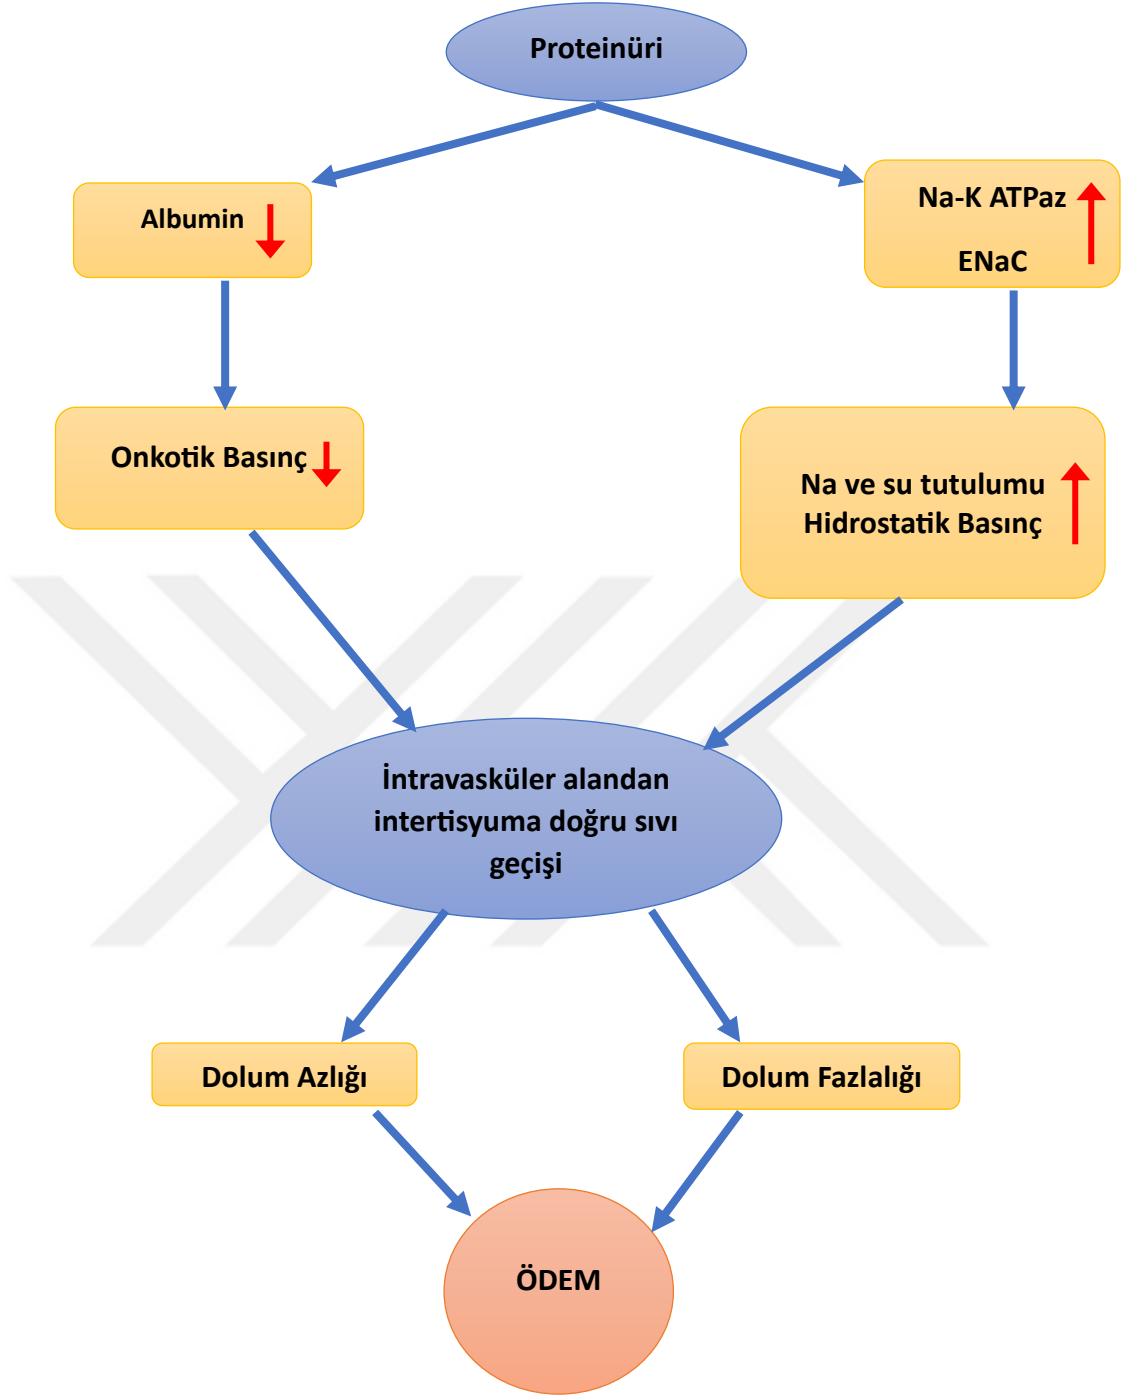 Proteinüri
Albumin
Na-K ATPaz
ENaC
Onkotik Basınç
Na ve su tutulumu
Hidrostatik Basınç
İntravasküler alandan
intertisyuma doğru sıvı
geçişi
Dolum Azlığı
Dolum Fazlalığı
ÖDEM